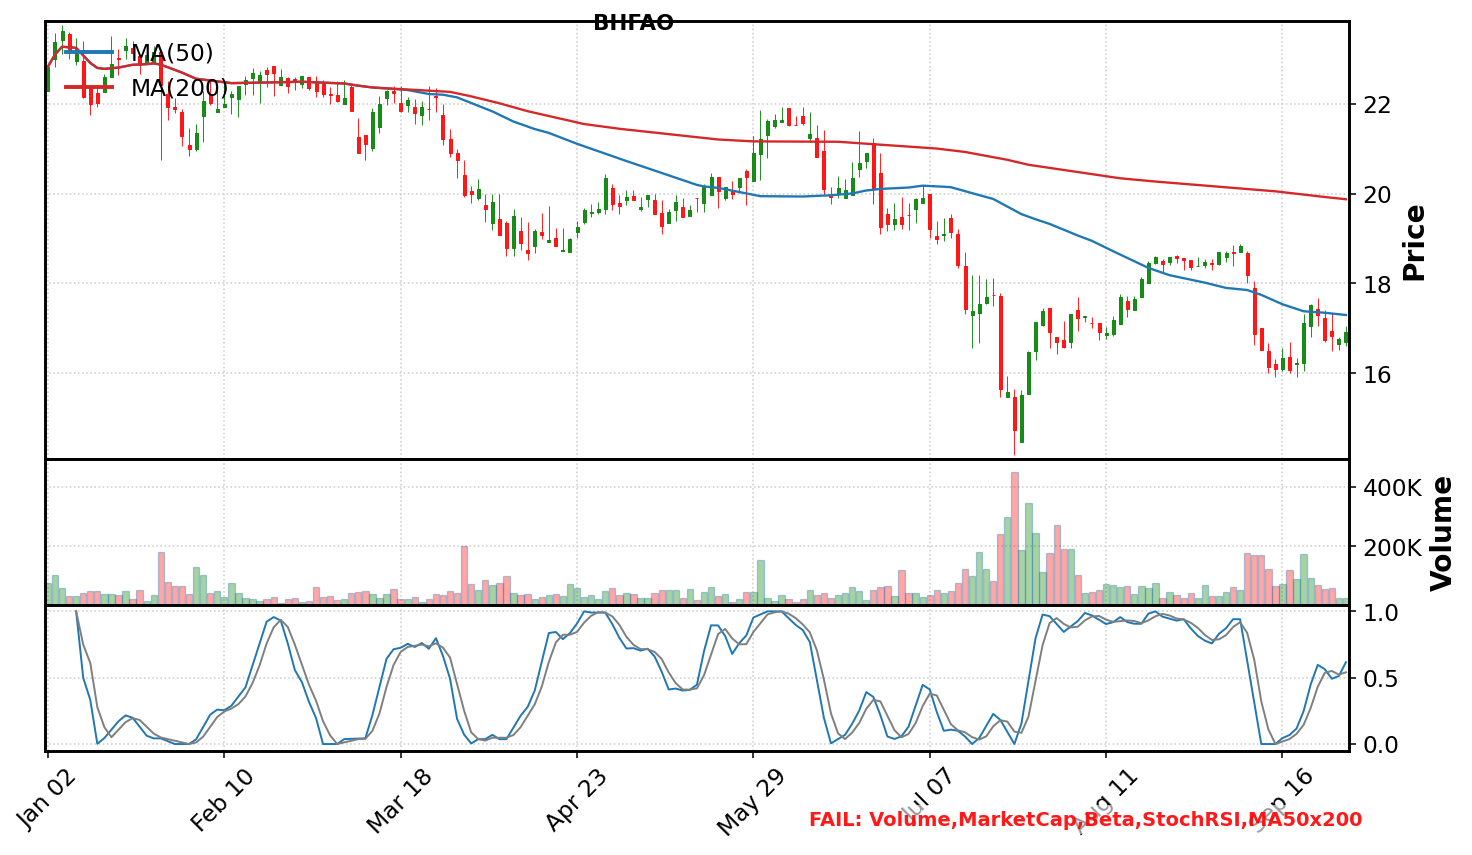 BHFAO
MA(50)
MA(200)
22
20
18
16
Price
400K
200K
Volume
1.0
0.5
0.0
Jan 02
Feb 10
Mar 18
Apr 23
May 29
Jul 07
Aug 11
Sep 16
FAIL: Volume,MarketCap,Beta,StochRSI,MA50x200